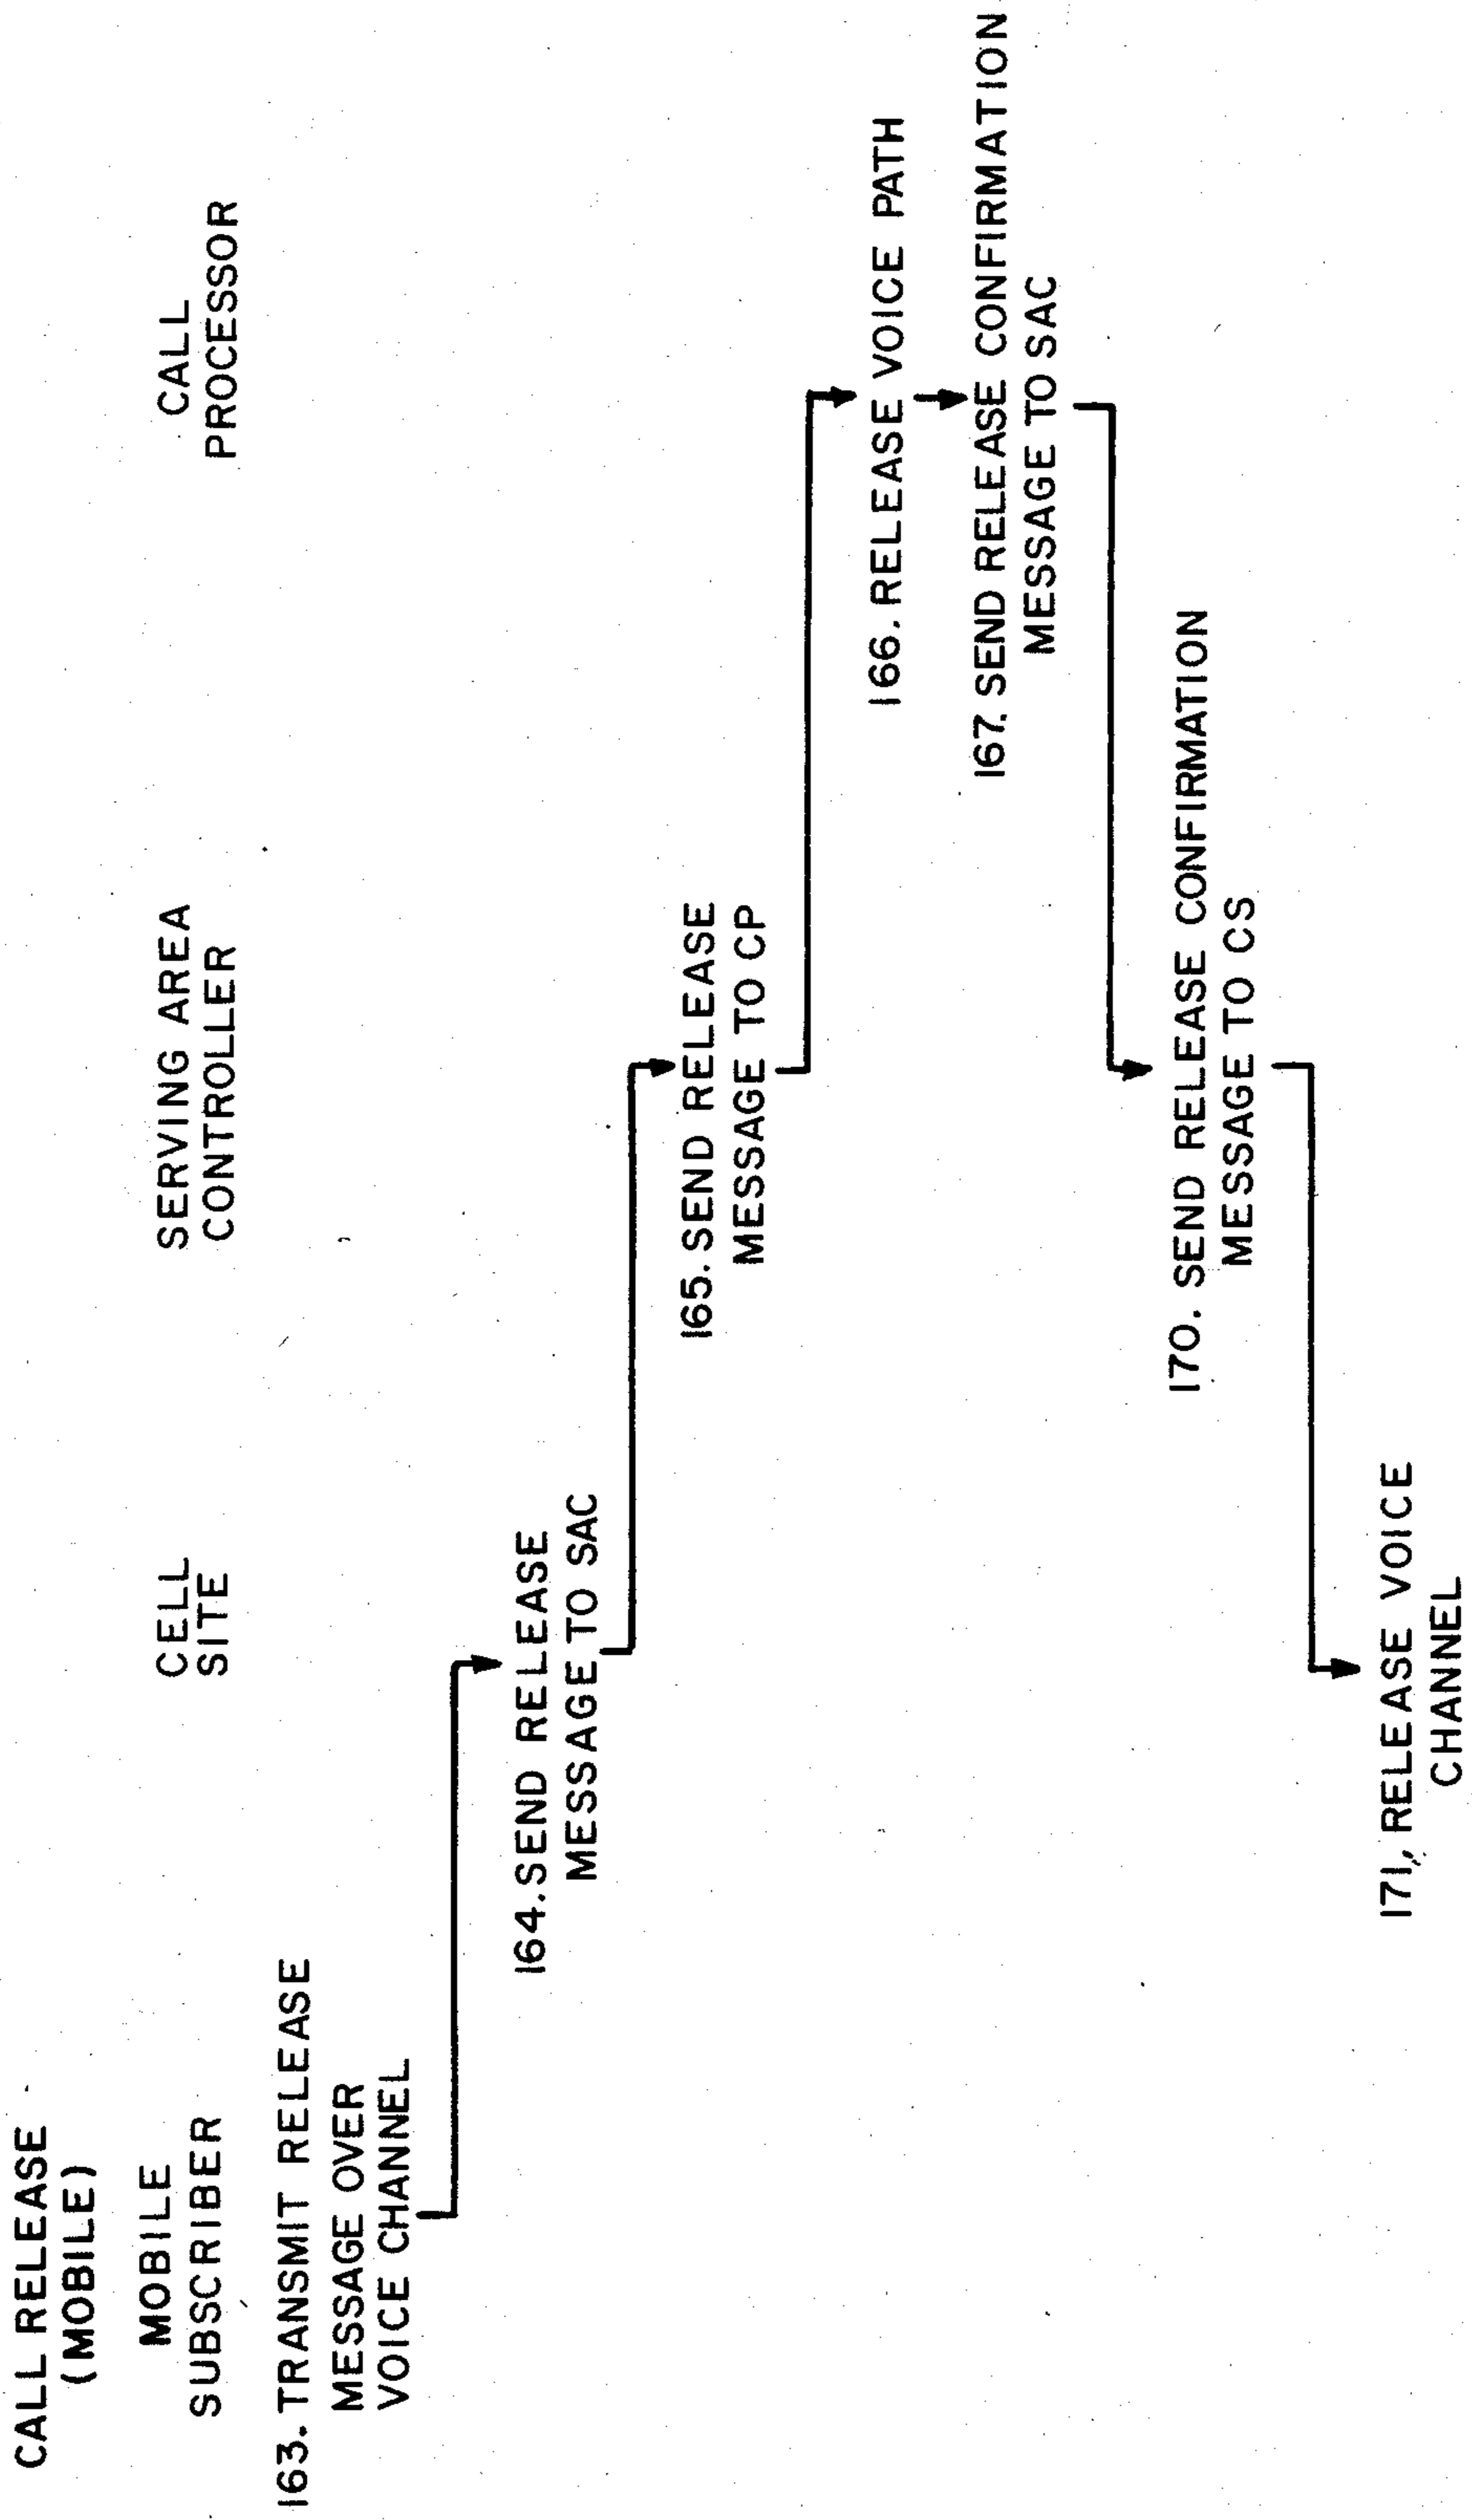 CALL RELEASE
(MOBILE)
MOBILE
SUBSCRIBER
CELL
SITE
SERVING AREA
CONTROLLER
CALL
PROCESSOR
163. TRANSMIT RELEASE
MESSAGE OVER
VOICE CHANNEL
164. SEND RELEASE
MESSAGE TO SAC
165. SEND RELEASE
MESSAGE TO CP
166. RELEASE VOICE PATH
167. SEND RELEASE CONFIRMATION
MESSAGE TO SAC
170. SEND RELEASE CONFIRMATION
MESSAGE TO CS
171, RELEASE VOICE
CHANNEL